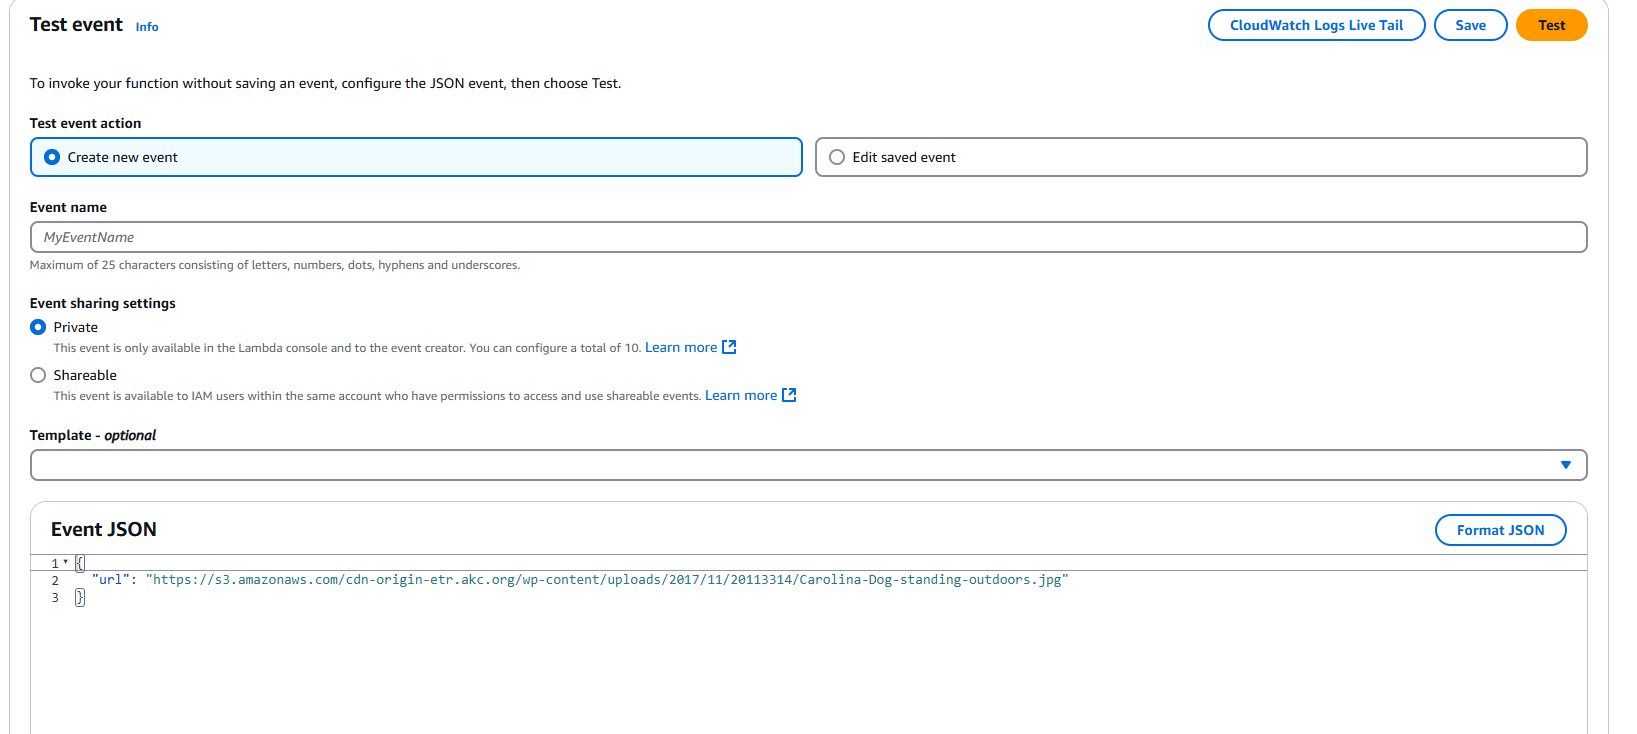 Test event Info CloudWatch Logs Live Tail Save Test
To invoke your function without saving an event, configure the JSON event, then choose Test.
Test event action
Create new event Edit saved event
Event name
MyEventName
Maximum of 25 characters consisting of letters, numbers, dots, hyphens and underscores.
Event sharing settings
Private
This event is only available in the Lambda console and to the event creator. You can configure a total of 10. Learn more
Shareable
This event is available to IAM users within the same account who have permissions to access and use shareable events. Learn more
Template - optional
Event JSON Format JSON
1 {
2 "url": "https://s3.amazonaws.com/cdn-origin-etr.akc.org/wp-content/uploads/2017/11/20113314/Carolina-Dog-standing-outdoors.jpg"
3 }